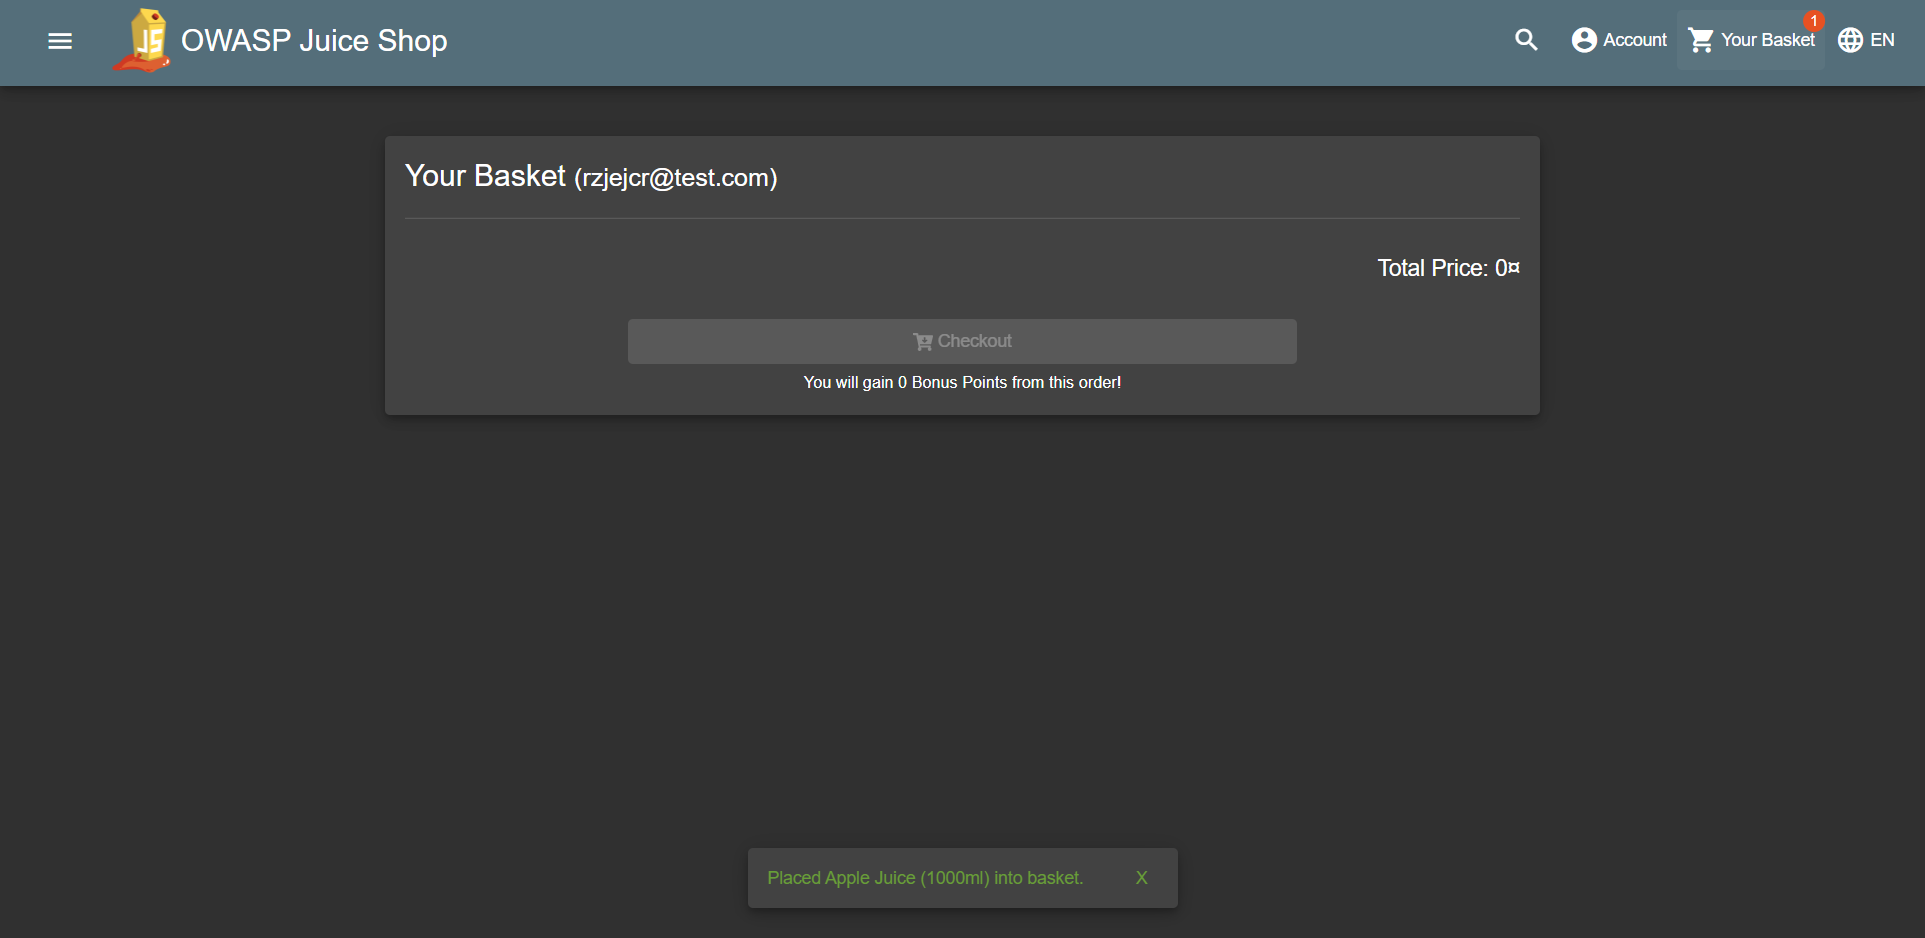 JS
OWASP Juice Shop
Account
Your Basket
1
EN
Your Basket (rzjejcr@test.com)
Total Price: 0¤
Checkout
You will gain 0 Bonus Points from this order!
Placed Apple Juice (1000ml) into basket.
X